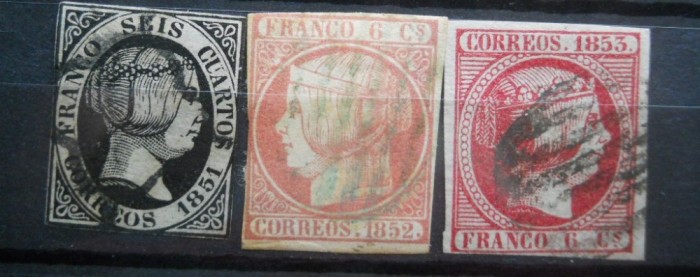 FRANCO SEIS CUARTOS
CORREOS 1851
FRANCO 6 Cs
CORREOS. 1852.
CORREOS. 1853.
FRANCO 6 Cs